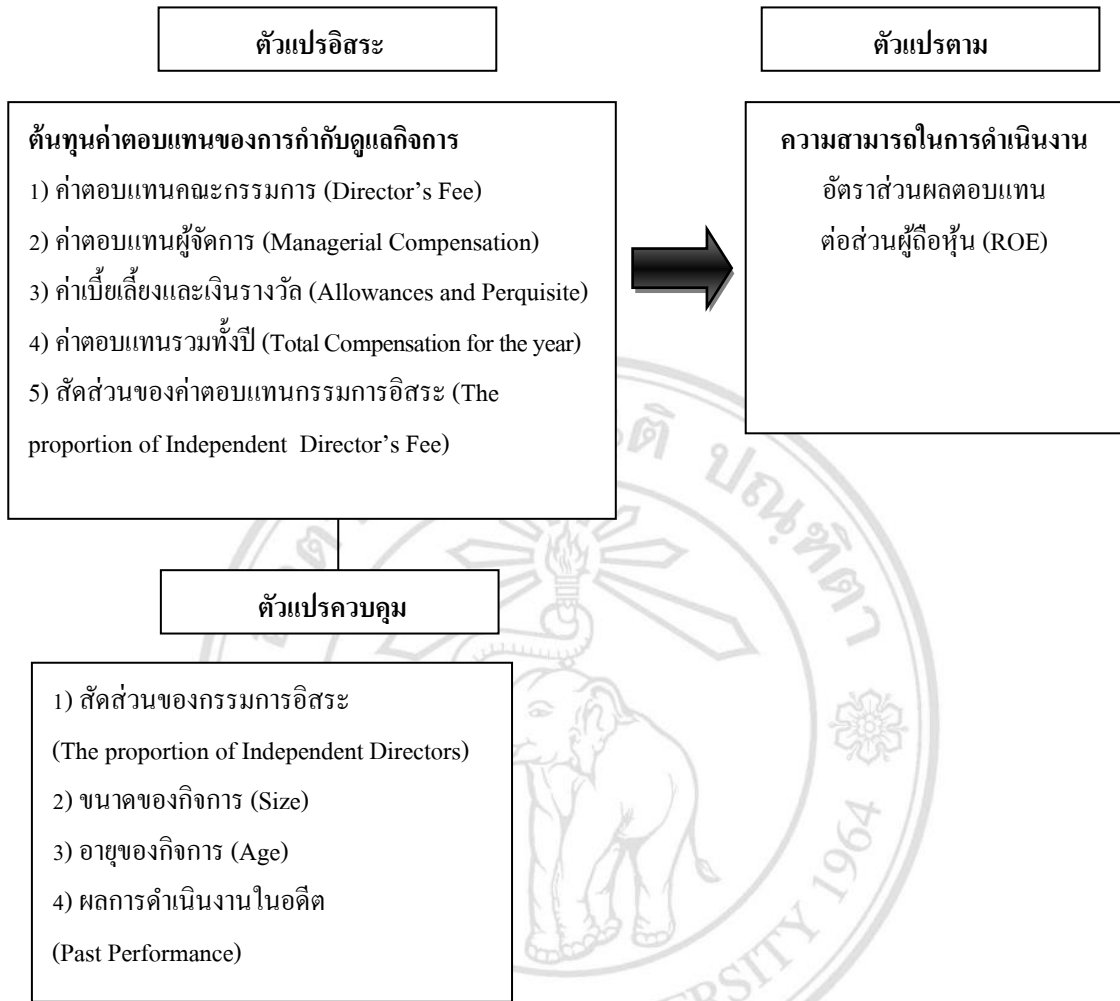 ตัวแปรอิสระ
ตัวแปรตาม
ต้นทุนค่าตอบแทนของการกำกับดูแลกิจการ
1) ค่าตอบแทนคณะกรรมการ (Director’s Fee)
2) ค่าตอบแทนผู้จัดการ (Managerial Compensation)
3) ค่าเบี้ยเลี้ยงและเงินรางวัล (Allowances and Perquisite)
4) ค่าตอบแทนรวมทั้งปี (Total Compensation for the year)
5) สัดส่วนของค่าตอบแทนกรรมการอิสระ (The
proportion of Independent Director’s Fee)
ความสามารถในการดำเนินงาน
อัตราส่วนผลตอบแทน
ต่อส่วนผู้ถือหุ้น (ROE)
ตัวแปรควบคุม
1) สัดส่วนของกรรมการอิสระ
(The proportion of Independent Directors)
2) ขนาดของกิจการ (Size)
3) อายุของกิจการ (Age)
4) ผลการดำเนินงานในอดีต
(Past Performance)
ปณฺฑิตา
ERSITY 1964